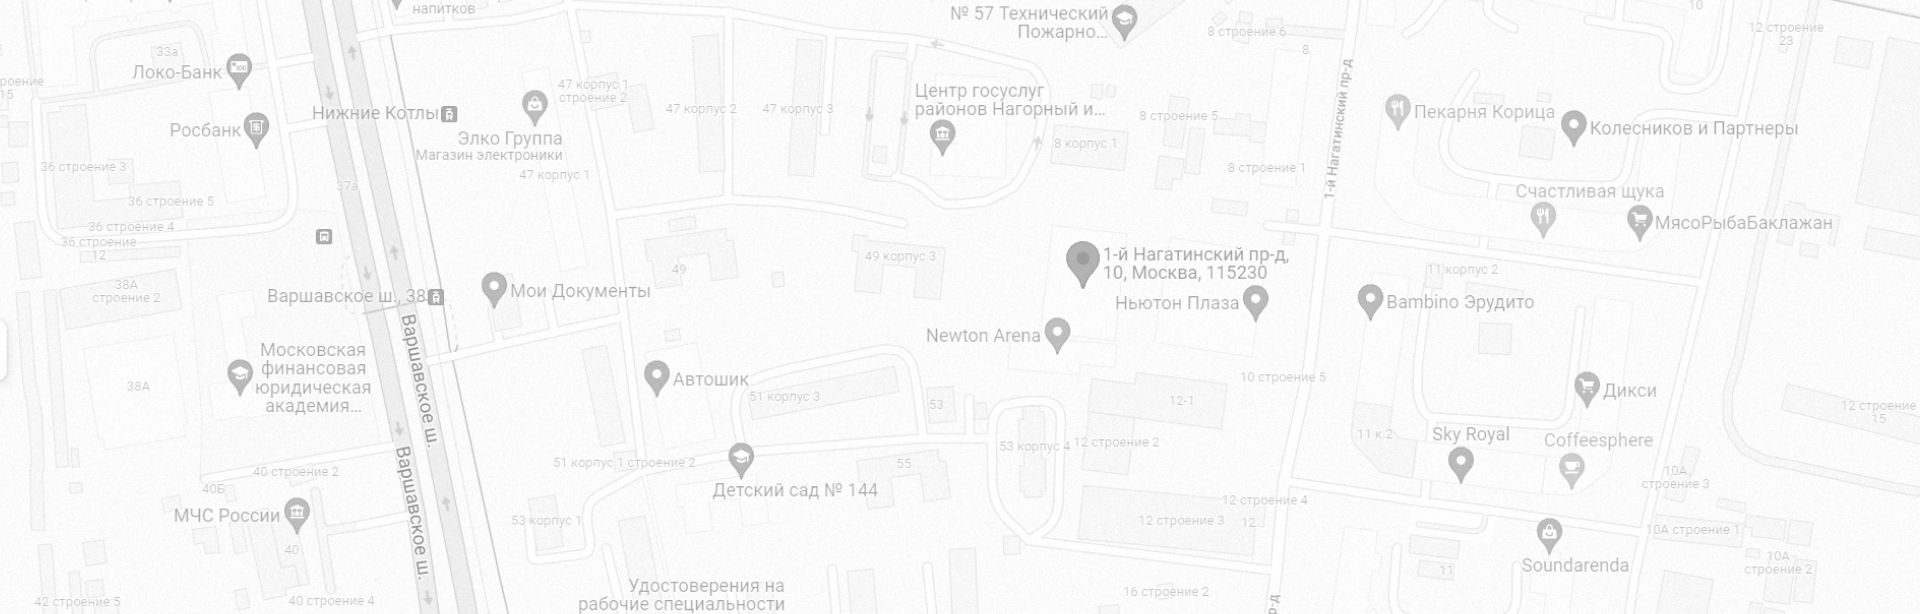 напитков
№ 57 Технический
Пожарно...
8 строение 6
10
12 строение
23
33а
8
Локо-Банк
строение
15
47 корпус 1
строение 2
Центр госуслуг
районов Нагорный и...
47 корпус 2
47 корпус 3
Нижние Котлы
8 строение 5
Пекарня Корица
Росбанк
Элко Группа
Магазин электроники
47 корпус 1
8 корпус 1
Колесников и Партнеры
36 строение 3
37а
8 строение 1
1-й Нагатинский пр-д
36 строение 5
Счастливая щука
36 строение 4
36 строение
12
МясоРыбаБаклажан
49
49 корпус 3
1-й Нагатинский пр-д,
10, Москва, 115230
11 корпус 2
38А
строение 2
Варшавское ш., 38
Мои Документы
Ньютон Плаза
Bambino Эрудито
Варшавское ш.
Newton Arena
Московская
финансовая
юридическая
академия...
38А
Автошик
10 строение 5
51 корпус 3
53
12-1
Дикси
12 строение
15
11 к 2
Sky Royal
Coffeesphere
53 корпус 4
12 строение 2
Варшавское ш.
40 строение 2
51 корпус 1
строение 2
55
10А
строение 3
40Б
Детский сад № 144
12 строение 4
МЧС России
53 корпус 1
12 строение 3
12
10А строение 1
40
Soundarenda
11
10А
строение 2
Удостоверения на
рабочие специальности
16 строение 2
42 строение 5
40 строение 4
р-д